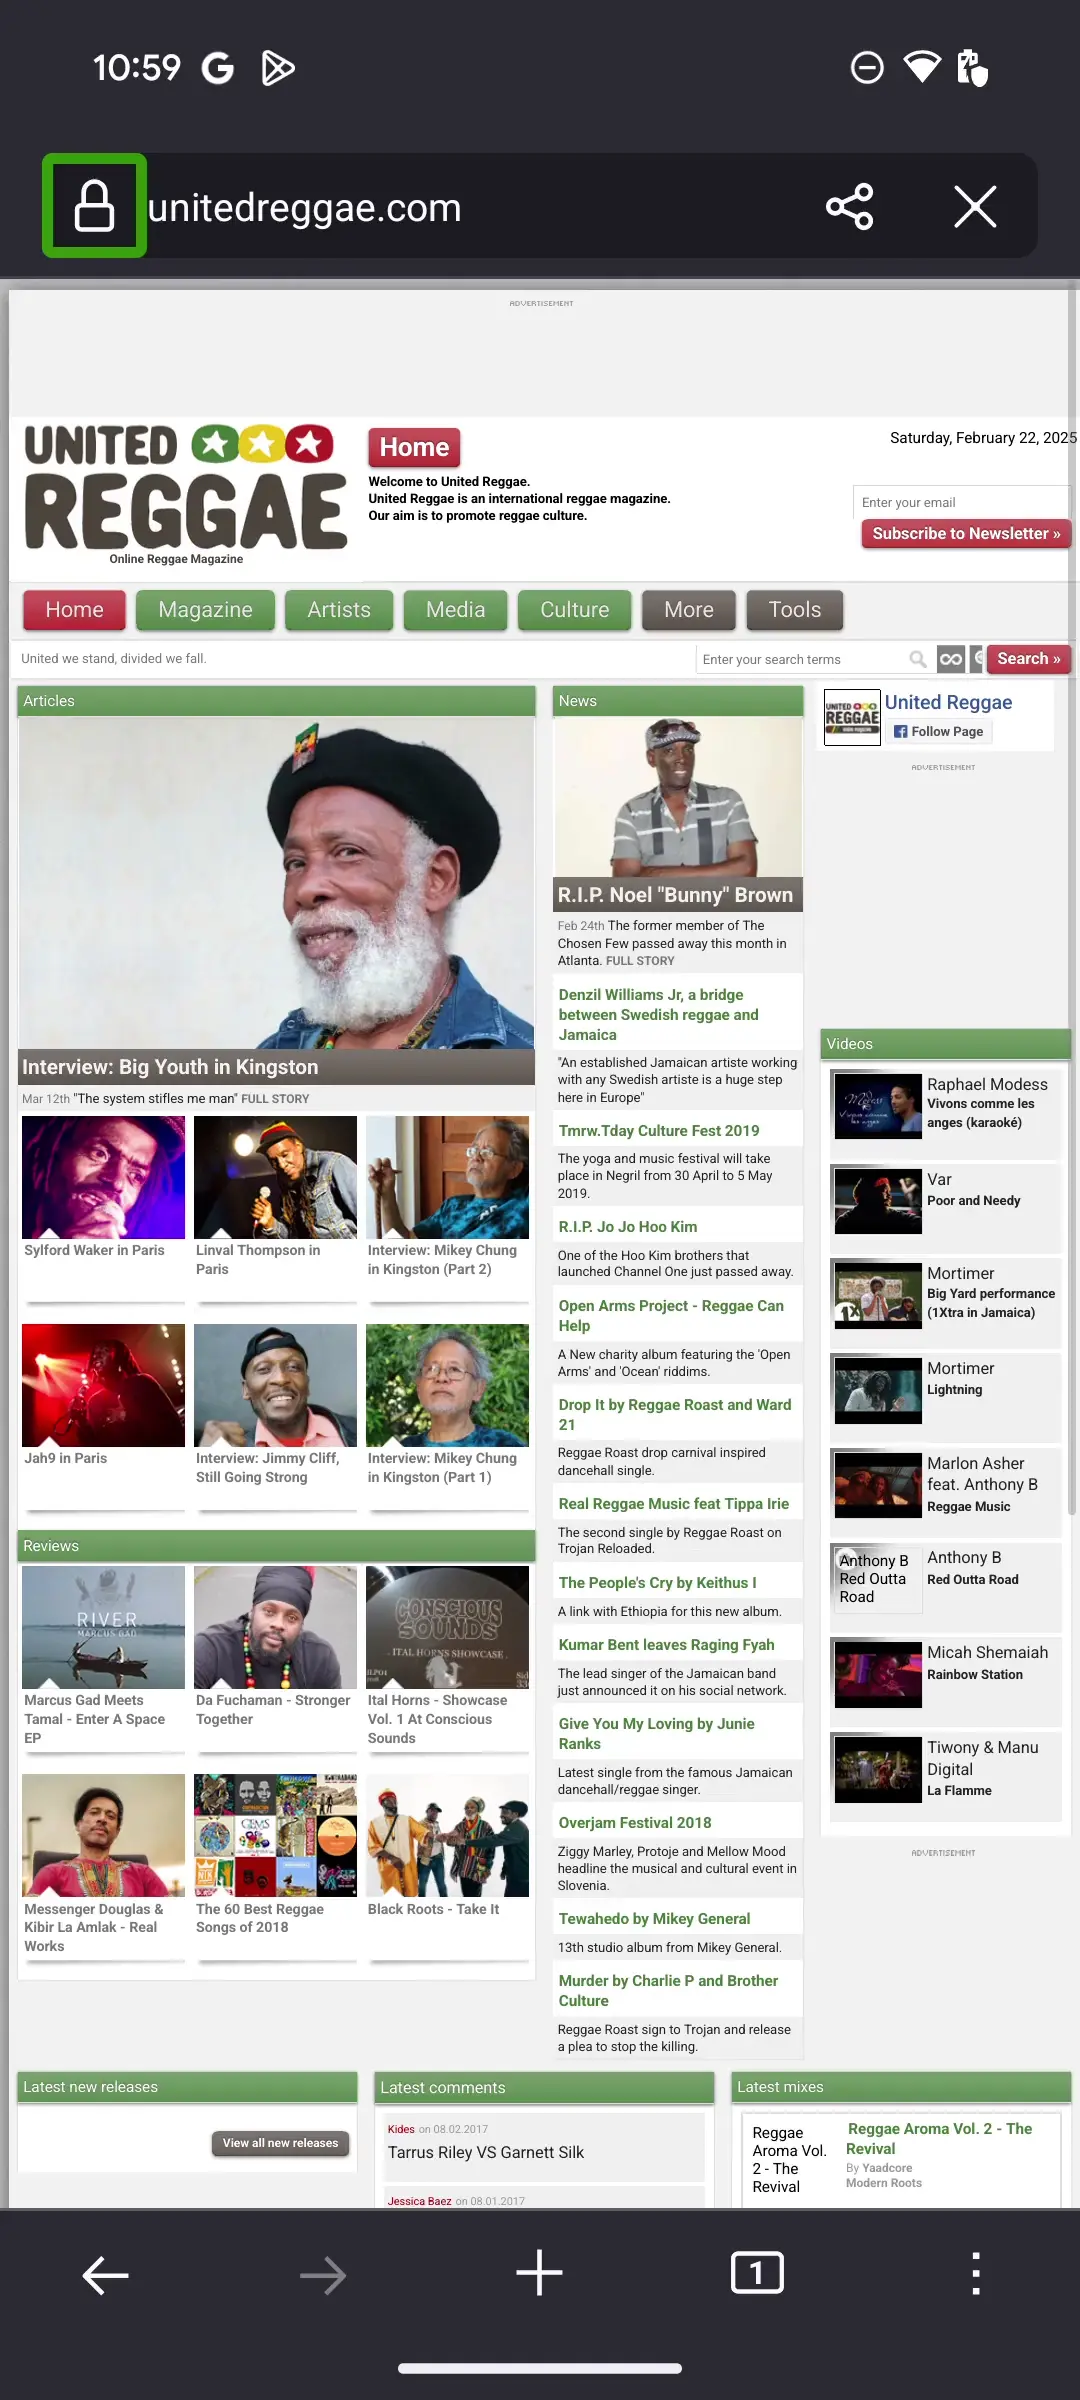 10:59
unitedreggae.com
ADVERTISEMENT
UNITED
REGGAE
Online Reggae Magazine
Home
Welcome to United Reggae.
United Reggae is an international reggae magazine.
Our aim is to promote reggae culture.
Saturday, February 22, 2025
Enter your email
Subscribe to Newsletter »
Home
Magazine
Artists
Media
Culture
More
Tools
United we stand, divided we fall.
Enter your search terms
Search »
Articles
Interview: Big Youth in Kingston
Mar 12th "The system stifles me man" FULL STORY
Sylford Waker in Paris
Linval Thompson in
Paris
Interview: Mikey Chung
in Kingston (Part 2)
Jah9 in Paris
Interview: Jimmy Cliff,
Still Going Strong
Interview: Mikey Chung
in Kingston (Part 1)
Reviews
RIVER
MARCUS GAD
CONSCIOUS
SOUNDS
ITAL HORNS SHOWCASE
Marcus Gad Meets
Tamal - Enter A Space
EP
Da Fuchaman - Stronger
Together
Ital Horns - Showcase
Vol. 1 At Conscious
Sounds
Messenger Douglas &
Kibir La Amlak - Real
Works
The 60 Best Reggae
Songs of 2018
Black Roots - Take It
News
R.I.P. Noel "Bunny" Brown
Feb 24th The former member of The
Chosen Few passed away this month in
Atlanta. FULL STORY
Denzil Williams Jr, a bridge
between Swedish reggae and
Jamaica
"An established Jamaican artiste working
with any Swedish artiste is a huge step
here in Europe"
Tmrw.Tday Culture Fest 2019
The yoga and music festival will take
place in Negril from 30 April to 5 May
2019.
R.I.P. Jo Jo Hoo Kim
One of the Hoo Kim brothers that
launched Channel One just passed away.
Open Arms Project - Reggae Can
Help
A New charity album featuring the 'Open
Arms' and 'Ocean' riddims.
Drop It by Reggae Roast and Ward
21
Reggae Roast drop carnival inspired
dancehall single.
Real Reggae Music feat Tippa Irie
The second single by Reggae Roast on
Trojan Reloaded.
The People's Cry by Keithus I
A link with Ethiopia for this new album.
Kumar Bent leaves Raging Fyah
The lead singer of the Jamaican band
just announced it on his social network.
Give You My Loving by Junie
Ranks
Latest single from the famous Jamaican
dancehall/reggae singer.
Overjam Festival 2018
Ziggy Marley, Protoje and Mellow Mood
headline the musical and cultural event in
Slovenia.
Tewahedo by Mikey General
13th studio album from Mikey General.
Murder by Charlie P and Brother
Culture
Reggae Roast sign to Trojan and release
a plea to stop the killing.
UNITED
REGGAE
United Reggae
Follow Page
ADVERTISEMENT
Videos
Raphael Modess
Vivons comme les
anges (karaoké)
Var
Poor and Needy
Mortimer
Big Yard performance
(1Xtra in Jamaica)
Mortimer
Lightning
Marlon Asher
feat. Anthony B
Reggae Music
Anthony B
Red Outta
Road
Anthony B
Red Outta Road
Micah Shemaiah
Rainbow Station
Tiwony & Manu
Digital
La Flamme
ADVERTISEMENT
Latest new releases
View all new releases
Latest comments
Kides on 08.02.2017
Tarrus Riley VS Garnett Silk
Jessica Baez on 08.01.2017
Latest mixes
Reggae
Aroma Vol.
2 - The
Revival
Reggae Aroma Vol. 2 - The
Revival
By Yaadcore
Modern Roots
1